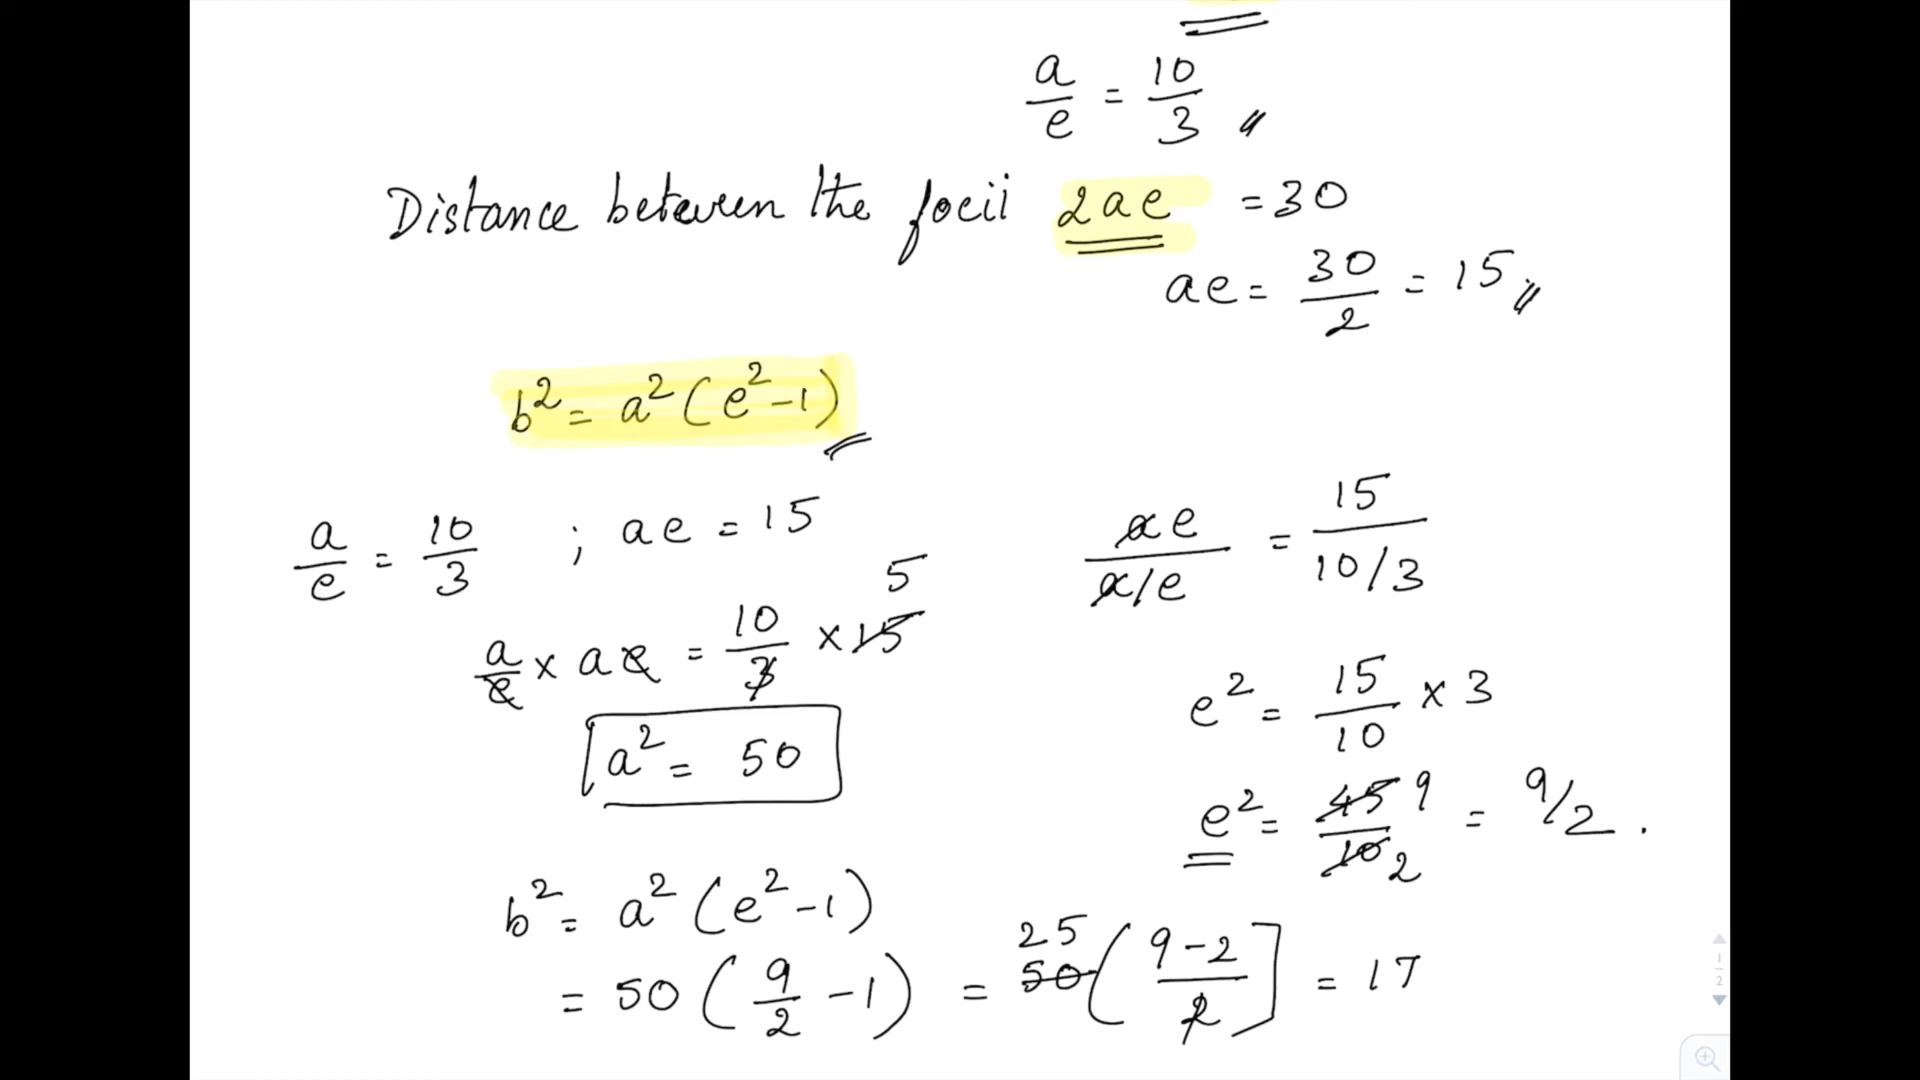 a/e = 10/3
Distance between the focii 2ae = 30
ae = 30/2 = 15
b² = a²(e²-1)
a/e = 10/3 ; ae = 15
a/e × ae = 10/3 × 15 5
a² = 50
ae / a/e = 15 / 10/3
e² = 15/10 × 3
e² = 45/10 9 2 = 9/2 .
b² = a²(e²-1)
= 50 (9/2 - 1) = 50 25 (9-2 / 2] = 17
1
2